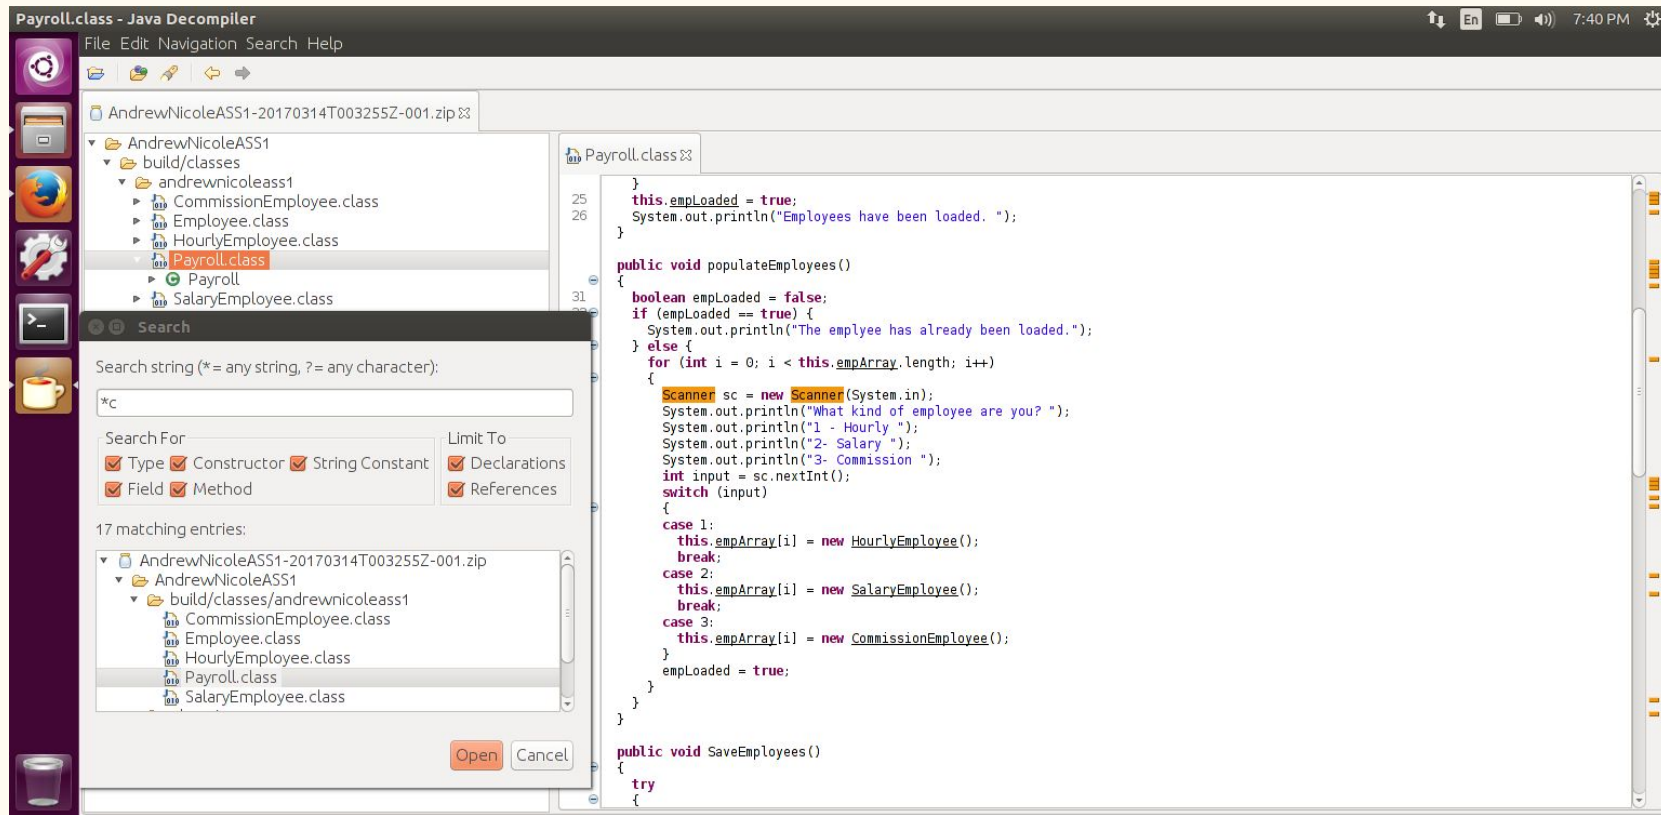 Payroll.class - Java Decompiler
En 7:40 PM
File Edit Navigation Search Help
AndrewNicoleASS1-20170314T003255Z-001.zip
AndrewNicoleASS1
build/classes
andrewnicoleass1
CommissionEmployee.class
Employee.class
HourlyEmployee.class
Payroll.class
Payroll
SalaryEmployee.class
Search
Search string (*= any string, ?= any character):
*c
Search For
Limit To
Type Constructor String Constant
Declarations
Field Method
References
17 matching entries:
AndrewNicoleASS1-20170314T003255Z-001.zip
AndrewNicoleASS1
build/classes/andrewnicoleass1
CommissionEmployee.class
Employee.class
HourlyEmployee.class
Payroll.class
SalaryEmployee.class
Open Cancel
Payroll.class
}
25 this.empLoaded = true;
26 System.out.println("Employees have been loaded. ");
}
public void populateEmployees()
{
31 boolean empLoaded = false;
if (empLoaded == true) {
System.out.println("The emplyee has already been loaded.");
} else {
for (int i = 0; i < this.empArray.length; i++)
{
Scanner sc = new Scanner(System.in);
System.out.println("What kind of employee are you? ");
System.out.println("1 - Hourly ");
System.out.println("2- Salary ");
System.out.println("3- Commission ");
int input = sc.nextInt();
switch (input)
{
case 1:
this.empArray[i] = new HourlyEmployee();
break;
case 2:
this.empArray[i] = new SalaryEmployee();
break;
case 3:
this.empArray[i] = new CommissionEmployee();
}
empLoaded = true;
}
}
}
public void SaveEmployees()
{
try
{